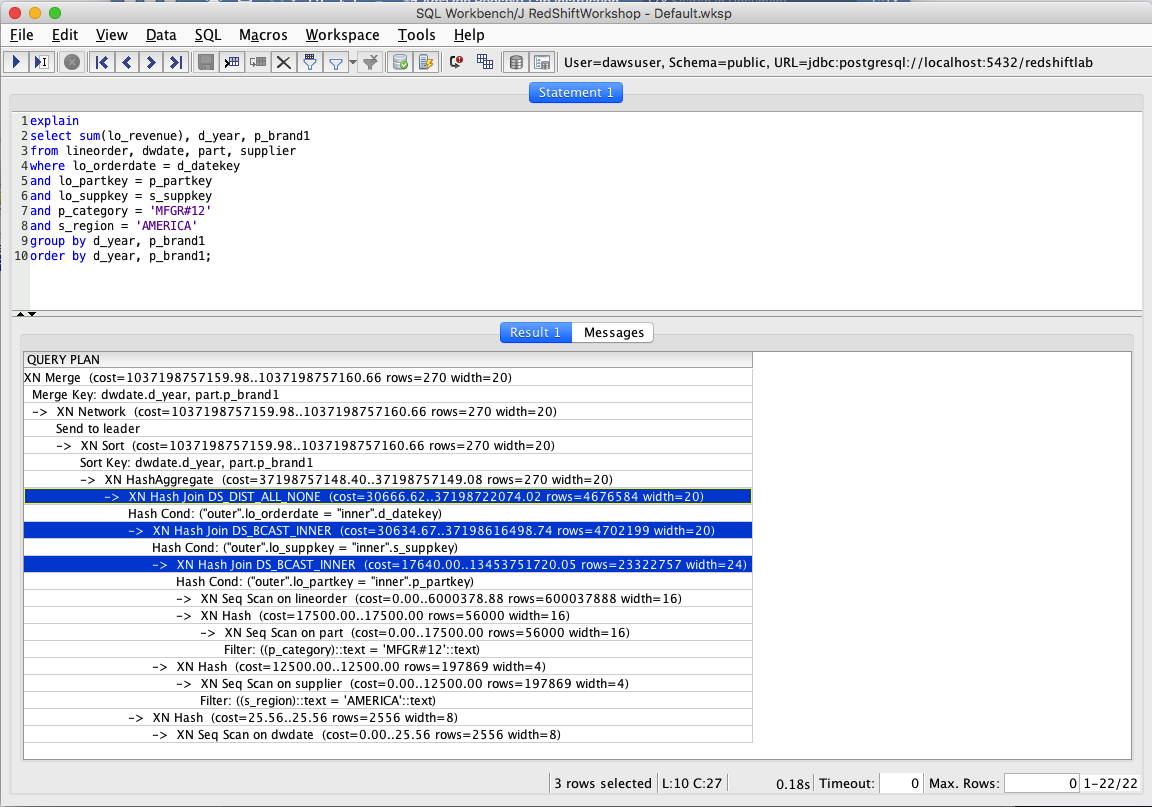 SQL Workbench/J RedShiftWorkshop - Default.wksp
File Edit View Data SQL Macros Workspace Tools Help
User=dawsuser, Schema=public, URL=jdbc:postgresql://localhost:5432/redshiftlab
Statement 1
1 explain
2 select sum(lo_revenue), d_year, p_brand1
3 from lineorder, dwdate, part, supplier
4 where lo_orderdate = d_datekey
5 and lo_partkey = p_partkey
6 and lo_suppkey = s_suppkey
7 and p_category = 'MFGR#12'
8 and s_region = 'AMERICA'
9 group by d_year, p_brand1
10 order by d_year, p_brand1;
Result 1 Messages
QUERY PLAN
XN Merge (cost=1037198757159.98..1037198757160.66 rows=270 width=20)
Merge Key: dwdate.d_year, part.p_brand1
-> XN Network (cost=1037198757159.98..1037198757160.66 rows=270 width=20)
Send to leader
-> XN Sort (cost=1037198757159.98..1037198757160.66 rows=270 width=20)
Sort Key: dwdate.d_year, part.p_brand1
-> XN HashAggregate (cost=37198757148.40..37198757149.08 rows=270 width=20)
-> XN Hash Join DS_DIST_ALL_NONE (cost=30666.62..37198722074.02 rows=4676584 width=20)
Hash Cond: ("outer".lo_orderdate = "inner".d_datekey)
-> XN Hash Join DS_BCAST_INNER (cost=30634.67..37198616498.74 rows=4702199 width=20)
Hash Cond: ("outer".lo_suppkey = "inner".s_suppkey)
-> XN Hash Join DS_BCAST_INNER (cost=17640.00..13453751720.05 rows=23322757 width=24)
Hash Cond: ("outer".lo_partkey = "inner".p_partkey)
-> XN Seq Scan on lineorder (cost=0.00..6000378.88 rows=600037888 width=16)
-> XN Hash (cost=17500.00..17500.00 rows=56000 width=16)
-> XN Seq Scan on part (cost=0.00..17500.00 rows=56000 width=16)
Filter: ((p_category)::text = 'MFGR#12'::text)
-> XN Hash (cost=12500.00..12500.00 rows=197869 width=4)
-> XN Seq Scan on supplier (cost=0.00..12500.00 rows=197869 width=4)
Filter: ((s_region)::text = 'AMERICA'::text)
-> XN Hash (cost=25.56..25.56 rows=2556 width=8)
-> XN Seq Scan on dwdate (cost=0.00..25.56 rows=2556 width=8)
3 rows selected L:10 C:27 0.18s Timeout: 0 Max. Rows: 0 1-22/22